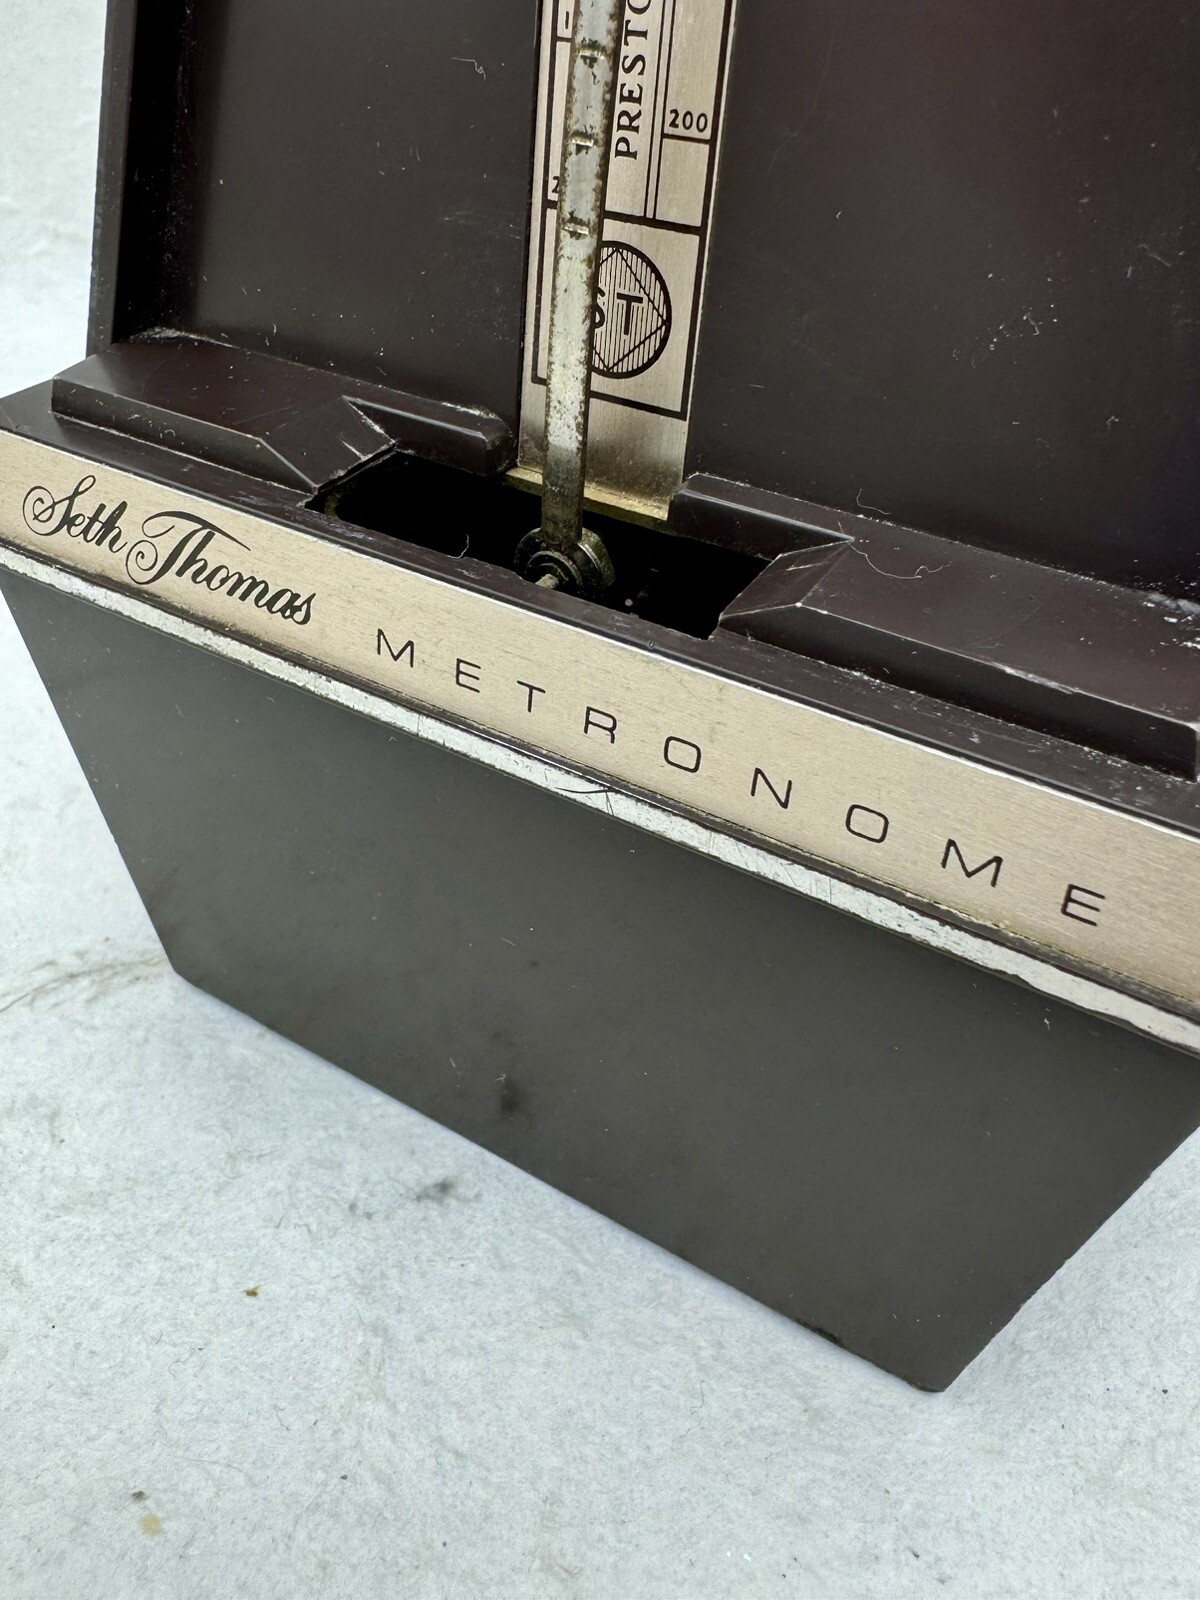 PRESTO
200
ST
Seth Thomas METRONOME